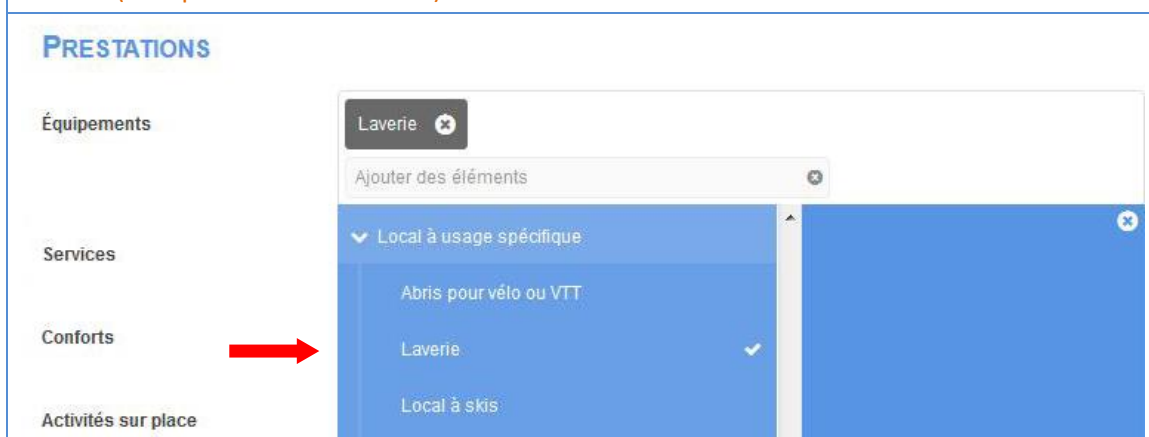 PRESTATIONS
Équipements
Laverie
Ajouter des éléments
Local à usage spécifique
Services
Abris pour vélo ou VTT
Conforts
Laverie
Local à skis
Activités sur place